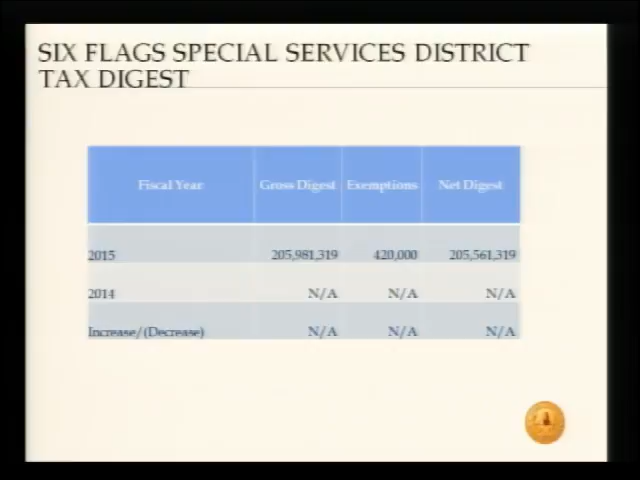 SIX FLAGS SPECIAL SERVICES DISTRICT
TAX DIGEST
Fiscal Year Gross Digest Exemptions Net Digest
2015 205,981,319 420,000 205,561,319
2014 N/A N/A N/A
Increase/(Decrease) N/A N/A N/A